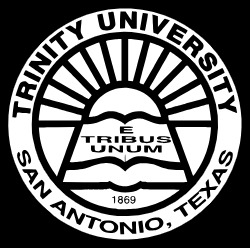 TRINITY UNIVERSITY
E
TRIBUS
UNUM
1869
SAN ANTONIO, TEXAS